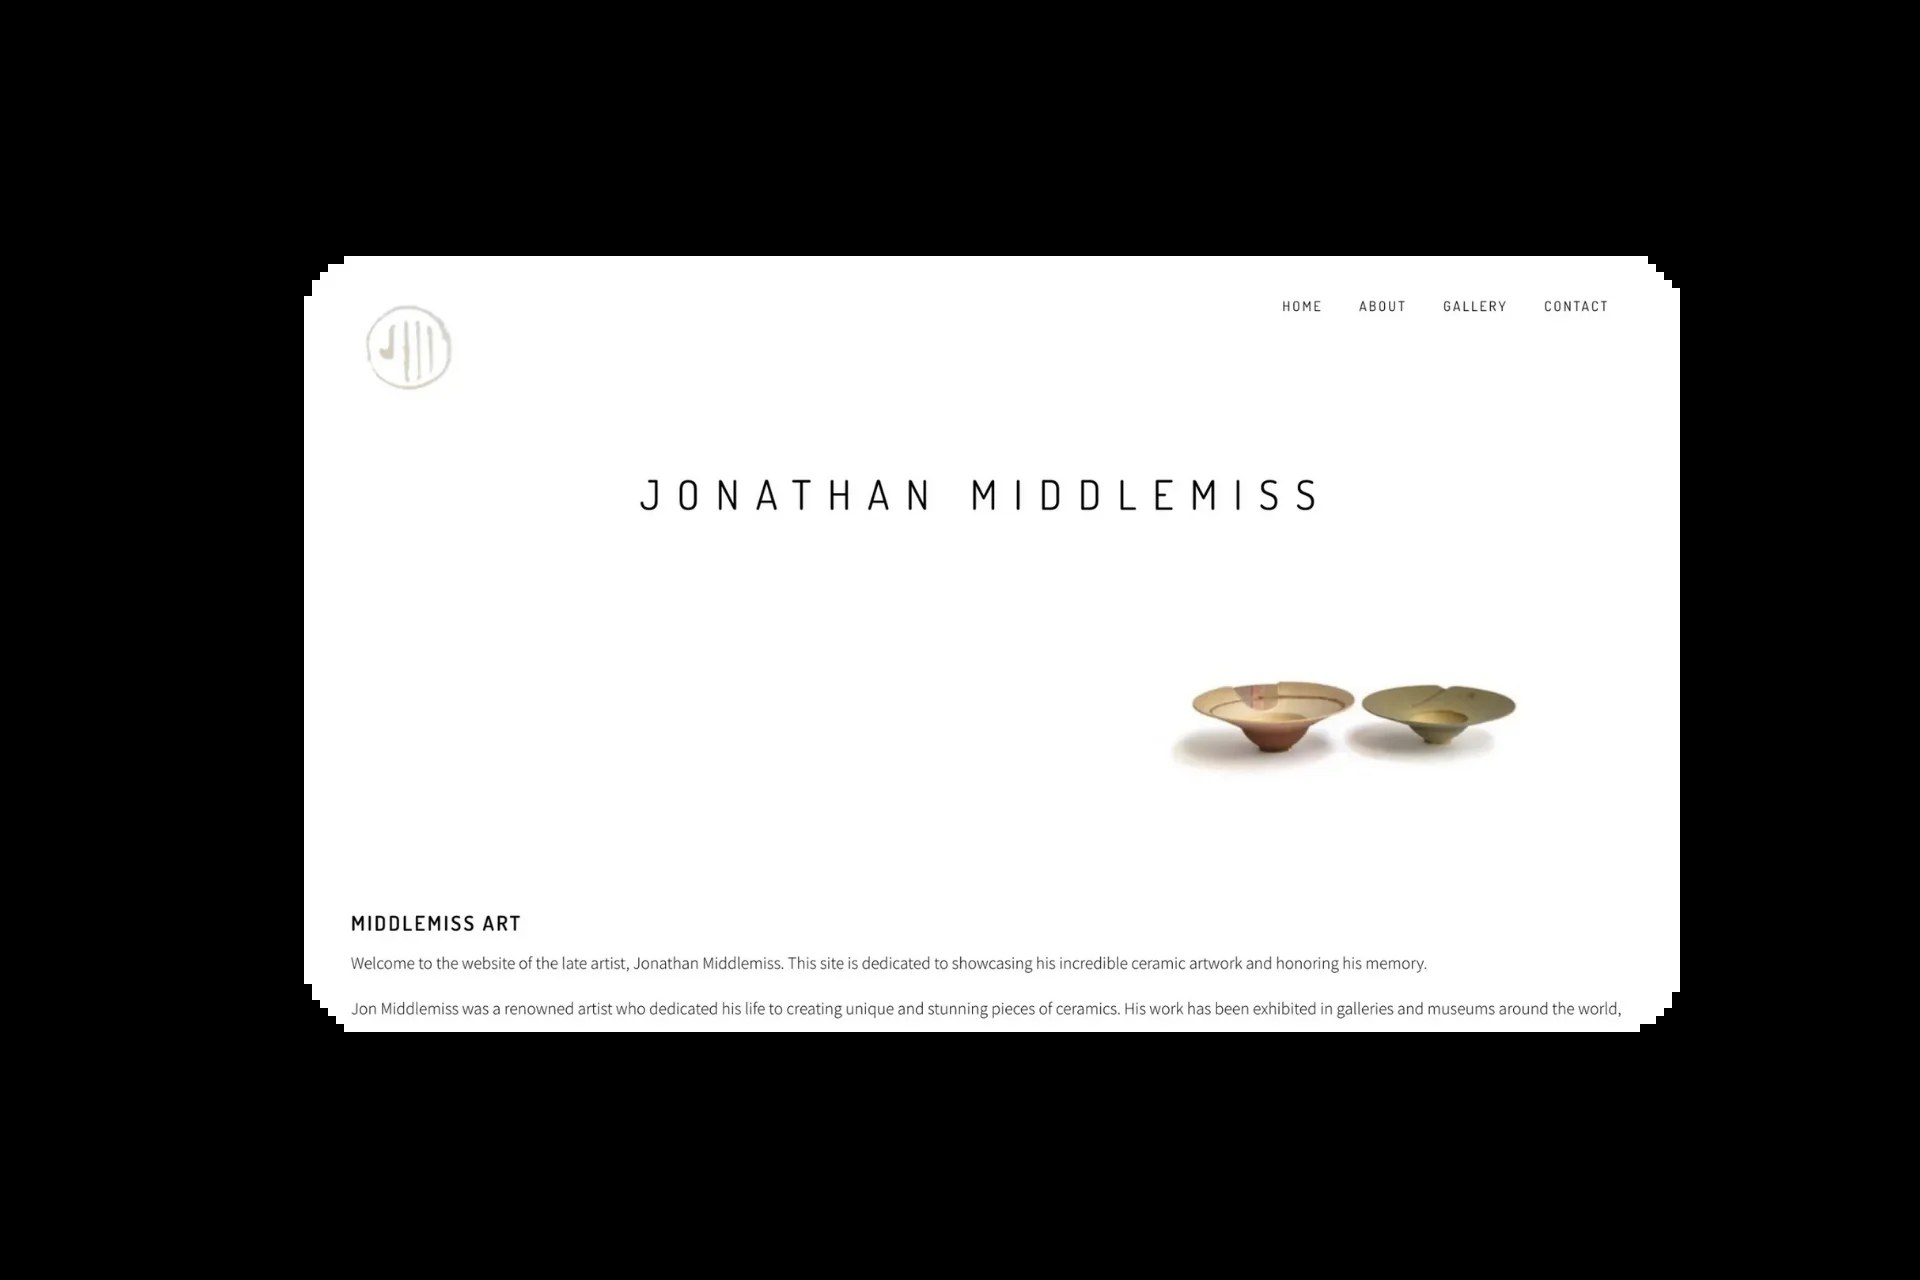 HOME ABOUT GALLERY CONTACT
JONATHAN MIDDLEMISS
MIDDLEMISS ART
Welcome to the website of the late artist, Jonathan Middlemiss. This site is dedicated to showcasing his incredible ceramic artwork and honoring his memory.
Jon Middlemiss was a renowned artist who dedicated his life to creating unique and stunning pieces of ceramics. His work has been exhibited in galleries and museums around the world,